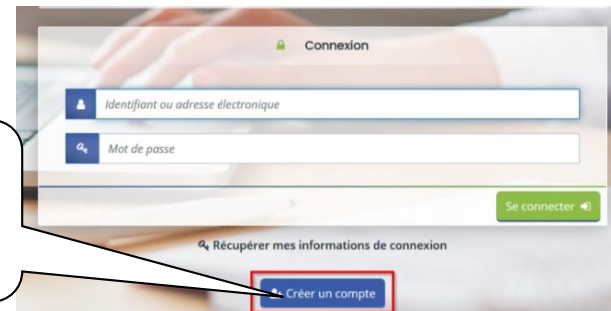 Connexion
Identifiant ou adresse électronique
Mot de passe
Se connecter
Récupérer mes informations de connexion
Créer un compte